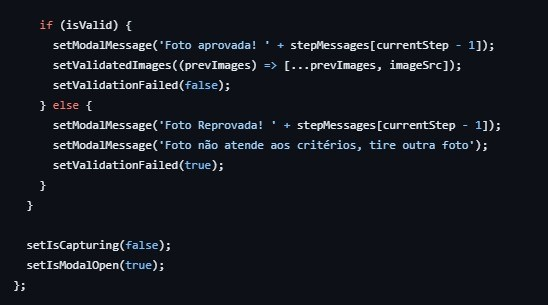 if (isValid) {
setModalMessage('Foto aprovada! ' + stepMessages[currentStep - 1]);
setValidatedImages((prevImages) => [...prevImages, imageSrc]);
setValidationFailed(false);
} else {
setModalMessage('Foto Reprovada! ' + stepMessages[currentStep - 1]);
setModalMessage('Foto não atende aos critérios, tire outra foto');
setValidationFailed(true);
}
}
setIsCapturing(false);
setIsModalOpen(true);
};